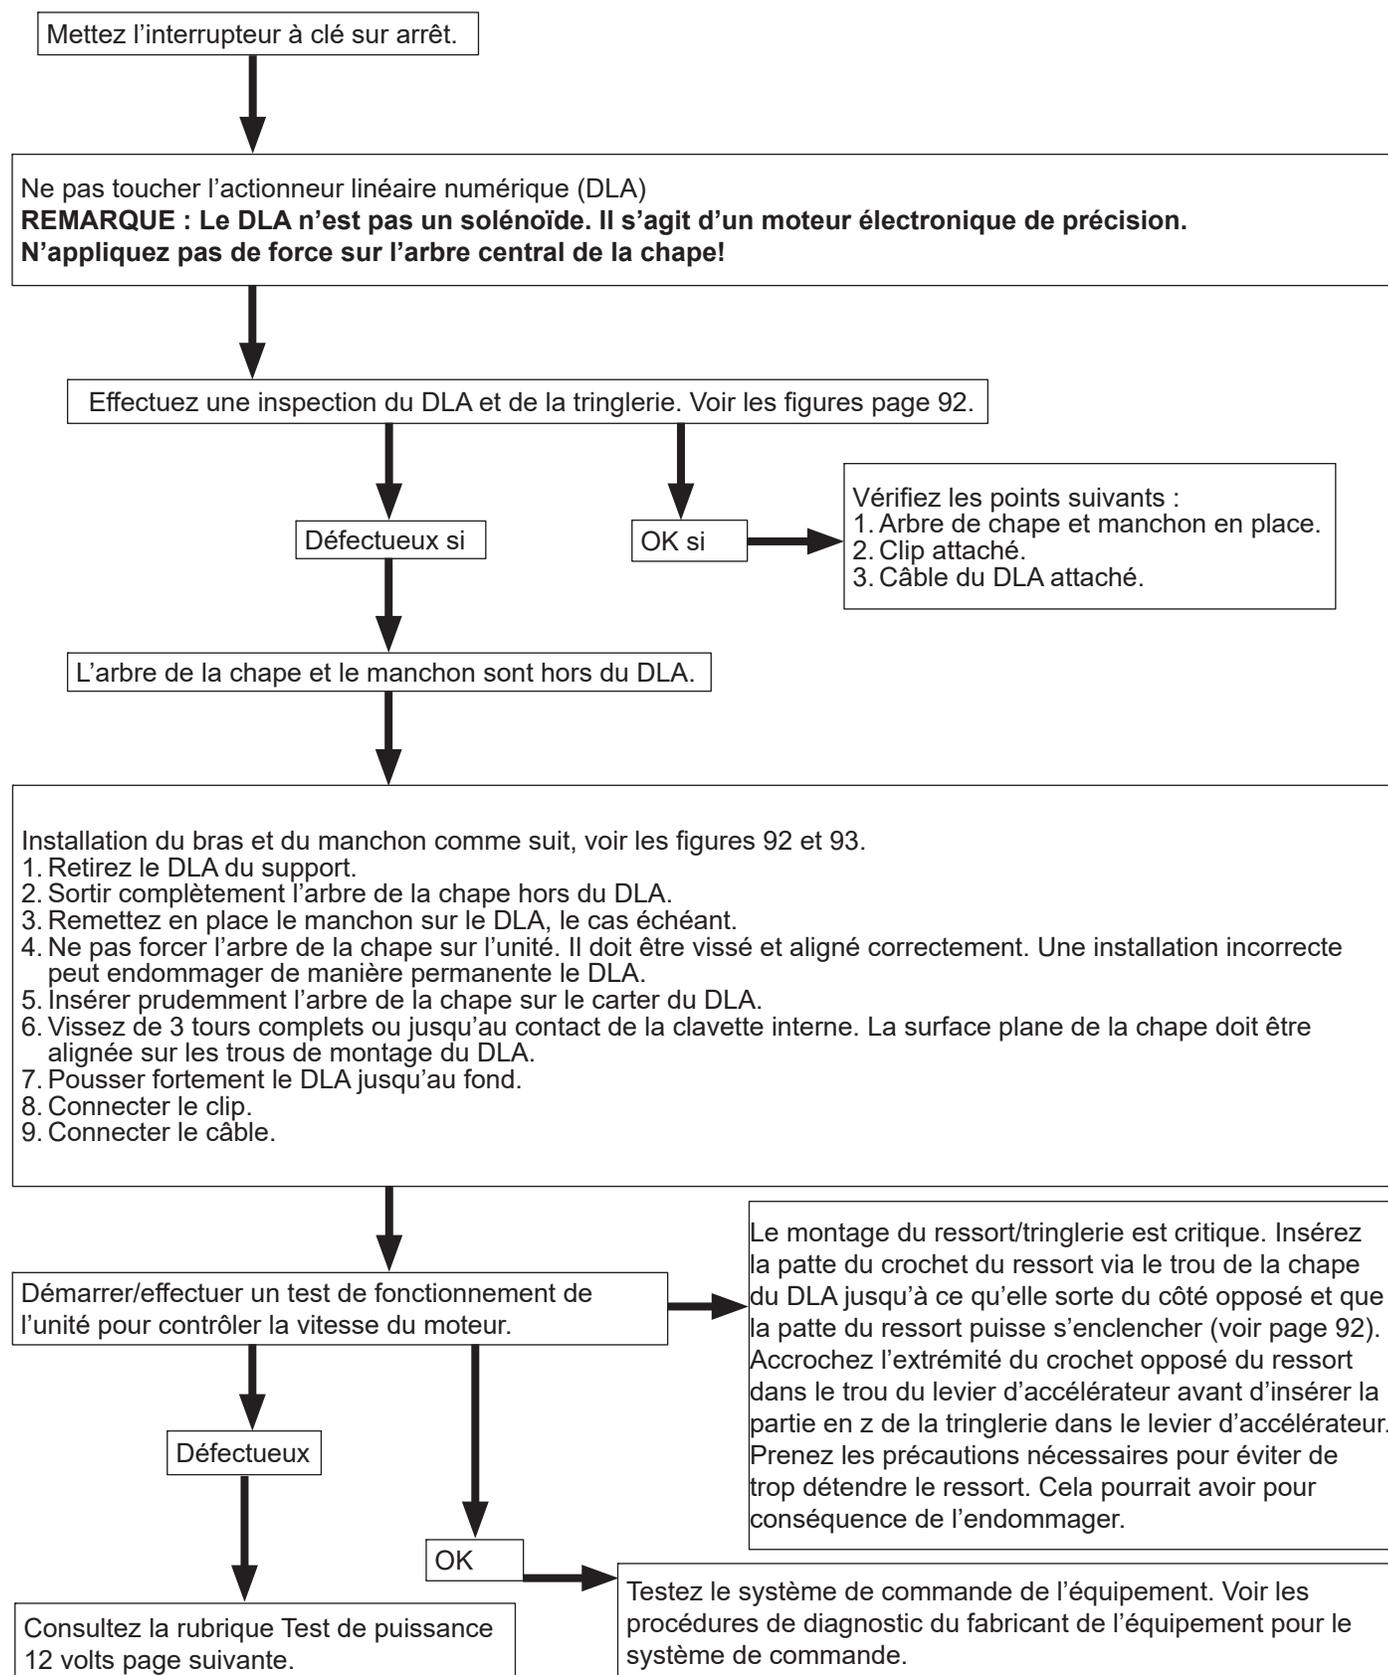 Mettez l’interrupteur à clé sur arrêt.
Ne pas toucher l’actionneur linéaire numérique (DLA)
REMARQUE : Le DLA n’est pas un solénoïde. Il s’agit d’un moteur électronique de précision.
N’appliquez pas de force sur l’arbre central de la chape!
Effectuez une inspection du DLA et de la tringlerie. Voir les figures page 92.
Défectueux si
OK si
Vérifiez les points suivants :
1. Arbre de chape et manchon en place.
2. Clip attaché.
3. Câble du DLA attaché.
L’arbre de la chape et le manchon sont hors du DLA.
Installation du bras et du manchon comme suit, voir les figures 92 et 93.
1. Retirez le DLA du support.
2. Sortir complètement l’arbre de la chape hors du DLA.
3. Remettez en place le manchon sur le DLA, le cas échéant.
4. Ne pas forcer l’arbre de la chape sur l’unité. Il doit être vissé et aligné correctement. Une installation incorrecte
peut endommager de manière permanente le DLA.
5. Insérer prudemment l’arbre de la chape sur le carter du DLA.
6. Vissez de 3 tours complets ou jusqu’au contact de la clavette interne. La surface plane de la chape doit être
alignée sur les trous de montage du DLA.
7. Pousser fortement le DLA jusqu’au fond.
8. Connecter le clip.
9. Connecter le câble.
Démarrer/effectuer un test de fonctionnement de
l’unité pour contrôler la vitesse du moteur.
Le montage du ressort/tringlerie est critique. Insérez
la patte du crochet du ressort via le trou de la chape
du DLA jusqu’à ce qu’elle sorte du côté opposé et que
la patte du ressort puisse s’enclencher (voir page 92).
Accrochez l’extrémité du crochet opposé du ressort
dans le trou du levier d’accélérateur avant d’insérer la
partie en z de la tringlerie dans le levier d’accélérateur.
Prenez les précautions nécessaires pour éviter de
trop détendre le ressort. Cela pourrait avoir pour
conséquence de l’endommager.
Défectueux
OK
Consultez la rubrique Test de puissance
12 volts page suivante.
Testez le système de commande de l’équipement. Voir les
procédures de diagnostic du fabricant de l’équipement pour le
système de commande.